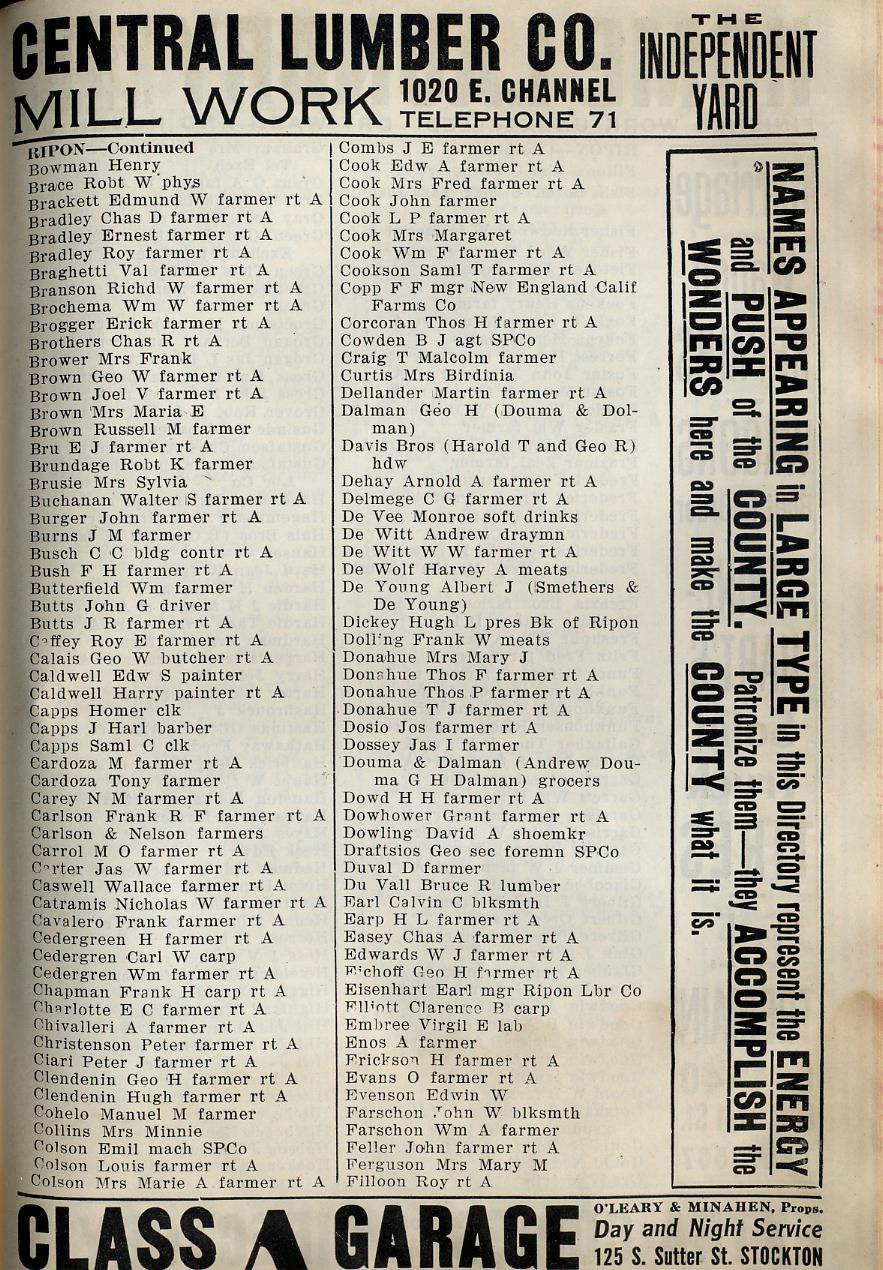 CENTRAL LUMBER CO.
MILL WORK
1020 E. CHANNEL
TELEPHONE 71
THE
INDEPENDENT
YARD
RIPON—Continued
Bowman Henry
Brace Robt W phys
Brackett Edmund W farmer rt A
Bradley Chas D farmer rt A
Bradley Ernest farmer rt A
Bradley Roy farmer rt A
Braghetti Val farmer rt A
Branson Richd W farmer rt A
Brochema Wm W farmer rt A
Brogger Erick farmer rt A
Brothers Chas R rt A
Brower Mrs Frank
Brown Geo W farmer rt A
Brown Joel V farmer rt A
Brown Mrs Maria E
Brown Russell M farmer
Bru E J farmer rt A
Brundage Robt K farmer
Brusie Mrs Sylvia
Buchanan Walter S farmer rt A
Burger John farmer rt A
Burns J M farmer
Busch C C bldg contr rt A
Bush F H farmer rt A
Butterfield Wm farmer
Butts John G driver
Butts J R farmer rt A
Caffey Roy E farmer rt A
Calais Geo W butcher rt A
Caldwell Edw S painter
Caldwell Harry painter rt A
Capps Homer clk
Capps J Harl barber
Capps Saml C clk
Cardoza M farmer rt A
Cardoza Tony farmer
Carey N M farmer rt A
Carlson Frank R F farmer rt A
Carlson & Nelson farmers
Carrol M O farmer rt A
Carter Jas W farmer rt A
Caswell Wallace farmer rt A
Catramis Nicholas W farmer rt A
Cavalero Frank farmer rt A
Cedergreen H farmer rt A
Cedergren Carl W carp
Cedergren Wm farmer rt A
Chapman Frank H carp rt A
Charlotte E C farmer rt A
Chivalleri A farmer rt A
Christenson Peter farmer rt A
Ciari Peter J farmer rt A
Clendenin Geo H farmer rt A
Clendenin Hugh farmer rt A
Cohelo Manuel M farmer
Collins Mrs Minnie
Colson Emil mach SPCo
Colson Louis farmer rt A
Colson Mrs Marie A farmer rt A
Combs J E farmer rt A
Cook Edw A farmer rt A
Cook Mrs Fred farmer rt A
Cook John farmer
Cook L P farmer rt A
Cook Mrs Margaret
Cook Wm F farmer rt A
Cookson Saml T farmer rt A
Copp F F mgr New England Calif
Farms Co
Corcoran Thos H farmer rt A
Cowden B J agt SPCo
Craig T Malcolm farmer
Curtis Mrs Birdinia
Dellander Martin farmer rt A
Dalman Geo H (Douma & Dol-
man)
Davis Bros (Harold T and Geo R)
hdw
Dehay Arnold A farmer rt A
Delmege C G farmer rt A
De Vee Monroe soft drinks
De Witt Andrew draymn
De Witt W W farmer rt A
De Wolf Harvey A meats
De Young Albert J (Smethers &
De Young)
Dickey Hugh L pres Bk of Ripon
Dolling Frank W meats
Donahue Mrs Mary J
Donahue Thos F farmer rt A
Donahue Thos P farmer rt A
Donahue T J farmer rt A
Dosio Jos farmer rt A
Dossey Jas I farmer
Douma & Dalman (Andrew Dou-
ma G H Dalman) grocers
Dowd H H farmer rt A
Dowhower Grant farmer rt A
Dowling David A shoemkr
Draftsios Geo sec foremn SPCo
Duval D farmer
Du Vall Bruce R lumber
Earl Calvin C blksmth
Earp H L farmer rt A
Easey Chas A farmer rt A
Edwards W J farmer rt A
Eichoff Geo H farmer rt A
Eisenhart Earl mgr Ripon Lbr Co
Elliott Clarence B carp
Embree Virgil E lab
Enos A farmer
Erickson H farmer rt A
Evans O farmer rt A
Evenson Edwin W
Farschon John W blksmth
Farschon Wm A farmer
Feller John farmer rt A
Ferguson Mrs Mary M
Filloon Roy rt A
NAMES APPEARING in LARGE TYPE in this Directory represent the ENERGY
and PUSH of the COUNTY. Patronize them—they ACCOMPLISH the
WONDERS here and make the COUNTY what it is.
CLASS A GARAGE
O'LEARY & MINAHEN, Props.
Day and Night Service
125 S. Sutter St. STOCKTON